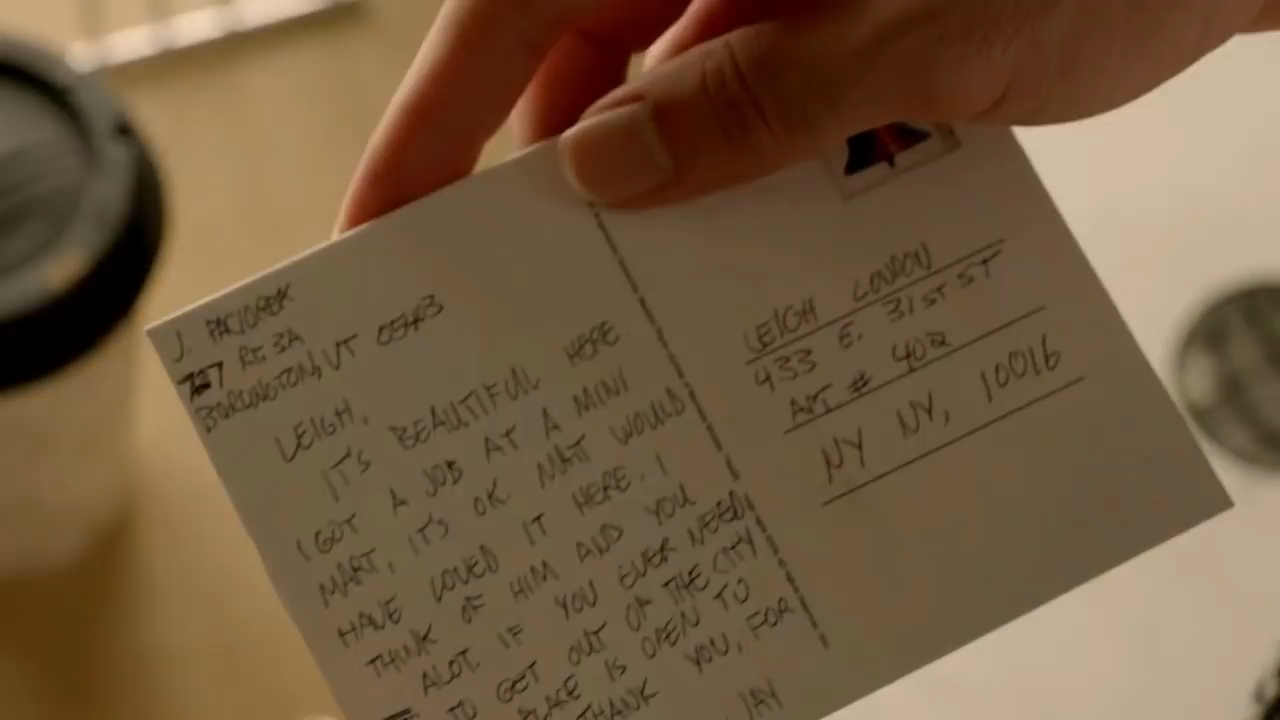 J. PACIOREK
727 RT 3A
BURLINGTON, VT 05403
LEIGH,
IT'S BEAUTIFUL HERE.
I GOT A JOB AT A MINI
MART, IT'S OK. MATT WOULD
HAVE LOVED IT HERE. I
THINK OF HIM AND YOU
ALOT. IF YOU EVER NEED
TO GET OUT OF THE CITY
PLACE IS OPEN TO
THANK YOU, FOR
JAY
LEIGH LONDON
433 E. 31ST ST
APT # 402
NY NY, 10016